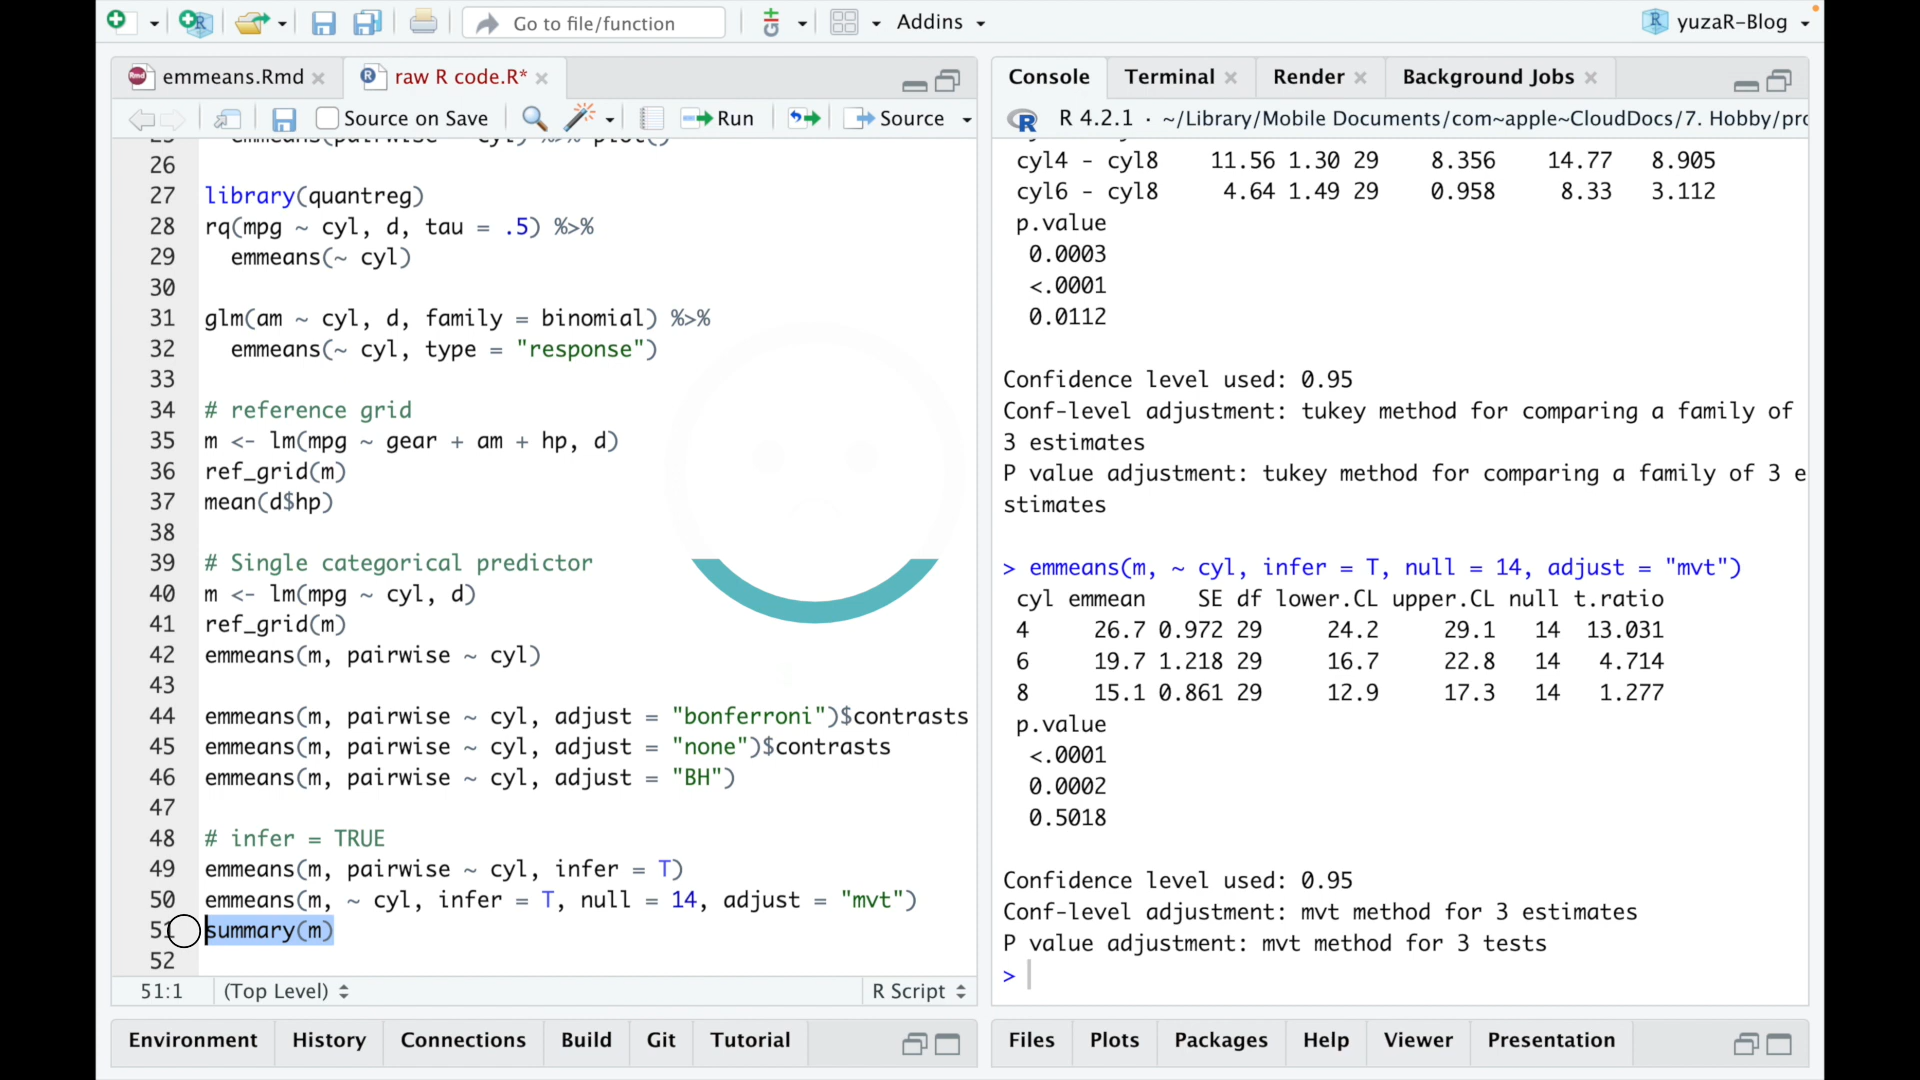 Go to file/function
Addins
yuzaR-Blog
emmeans.Rmd
raw R code.R*
Source on Save
Run
Source
26
27 library(quantreg)
28 rq(mpg ~ cyl, d, tau = .5) %>%
29 emmeans(~ cyl)
30
31 glm(am ~ cyl, d, family = binomial) %>%
32 emmeans(~ cyl, type = "response")
33
34 # reference grid
35 m <- lm(mpg ~ gear + am + hp, d)
36 ref_grid(m)
37 mean(d$hp)
38
39 # Single categorical predictor
40 m <- lm(mpg ~ cyl, d)
41 ref_grid(m)
42 emmeans(m, pairwise ~ cyl)
43
44 emmeans(m, pairwise ~ cyl, adjust = "bonferroni")$contrasts
45 emmeans(m, pairwise ~ cyl, adjust = "none")$contrasts
46 emmeans(m, pairwise ~ cyl, adjust = "BH")
47
48 # infer = TRUE
49 emmeans(m, pairwise ~ cyl, infer = T)
50 emmeans(m, ~ cyl, infer = T, null = 14, adjust = "mvt")
51 summary(m)
52
51:1 (Top Level) R Script
Environment History Connections Build Git Tutorial
Console Terminal Render Background Jobs
R 4.2.1 · ~/Library/Mobile Documents/com~apple~CloudDocs/7. Hobby/prc
cyl4 - cyl8 11.56 1.30 29 8.356 14.77 8.905
cyl6 - cyl8 4.64 1.49 29 0.958 8.33 3.112
p.value
0.0003
<.0001
0.0112
Confidence level used: 0.95
Conf-level adjustment: tukey method for comparing a family of
3 estimates
P value adjustment: tukey method for comparing a family of 3 e
stimates
> emmeans(m, ~ cyl, infer = T, null = 14, adjust = "mvt")
cyl emmean SE df lower.CL upper.CL null t.ratio
4 26.7 0.972 29 24.2 29.1 14 13.031
6 19.7 1.218 29 16.7 22.8 14 4.714
8 15.1 0.861 29 12.9 17.3 14 1.277
p.value
<.0001
0.0002
0.5018
Confidence level used: 0.95
Conf-level adjustment: mvt method for 3 estimates
P value adjustment: mvt method for 3 tests
>
Files Plots Packages Help Viewer Presentation